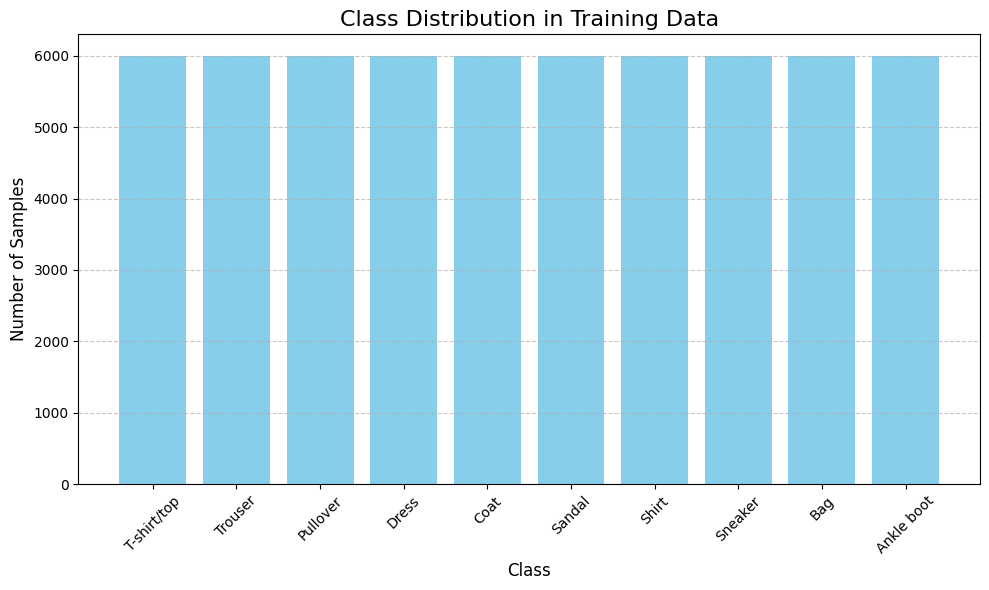 Class Distribution in Training Data
Number of Samples
6000
5000
4000
3000
2000
1000
0
T-shirt/top
Trouser
Pullover
Dress
Coat
Sandal
Shirt
Sneaker
Bag
Ankle boot
Class